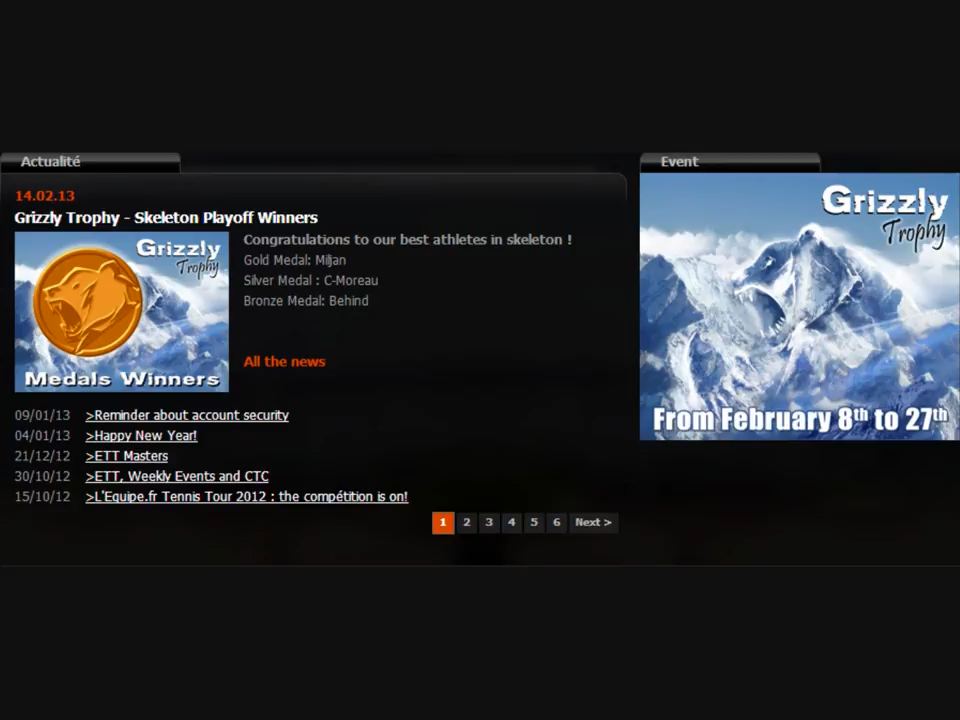 Actualité
14.02.13
Grizzly Trophy - Skeleton Playoff Winners
Grizzly
Trophy
Medals Winners
Congratulations to our best athletes in skeleton !
Gold Medal: Miljan
Silver Medal : C-Moreau
Bronze Medal: Behind
All the news
09/01/13 >Reminder about account security
04/01/13 >Happy New Year!
21/12/12 >ETT Masters
30/10/12 >ETT, Weekly Events and CTC
15/10/12 >L'Equipe.fr Tennis Tour 2012 : the compétition is on!
1 2 3 4 5 6 Next >
Event
Grizzly
Trophy
From February 8th to 27th